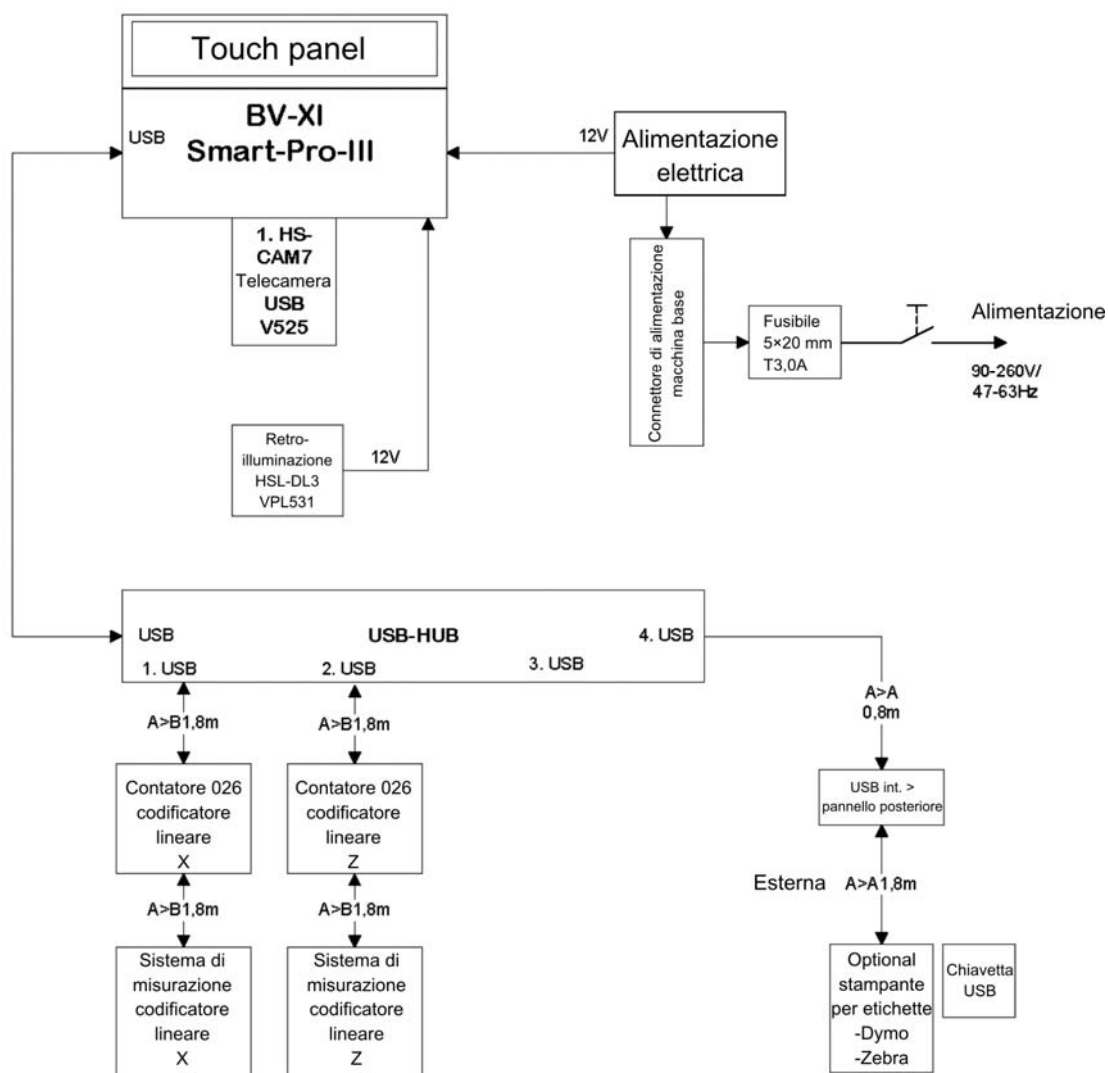 Touch panel
BV-XI
Smart-Pro-III
USB
12V
Alimentazione
elettrica
1. HS-
CAM7
Telecamera
USB
V525
Connettore di alimentazione
macchina base
Fusibile
5×20 mm
T3,0A
Alimentazione
90-260V/
47-63Hz
Retro-
illuminazione
HSL-DL3
VPL531
12V
USB
USB-HUB
4. USB
1. USB
2. USB
3. USB
A>B1,8m
A>B1,8m
A>A
0,8m
Contatore 026
codificatore
lineare
X
Contatore 026
codificatore
lineare
Z
USB int. >
pannello posteriore
A>B1,8m
A>B1,8m
Esterna
A>A1,8m
Sistema di
misurazione
codificatore
lineare
X
Sistema di
misurazione
codificatore
lineare
Z
Optional
stampante
per etichette
-Dymo
-Zebra
Chiavetta
USB